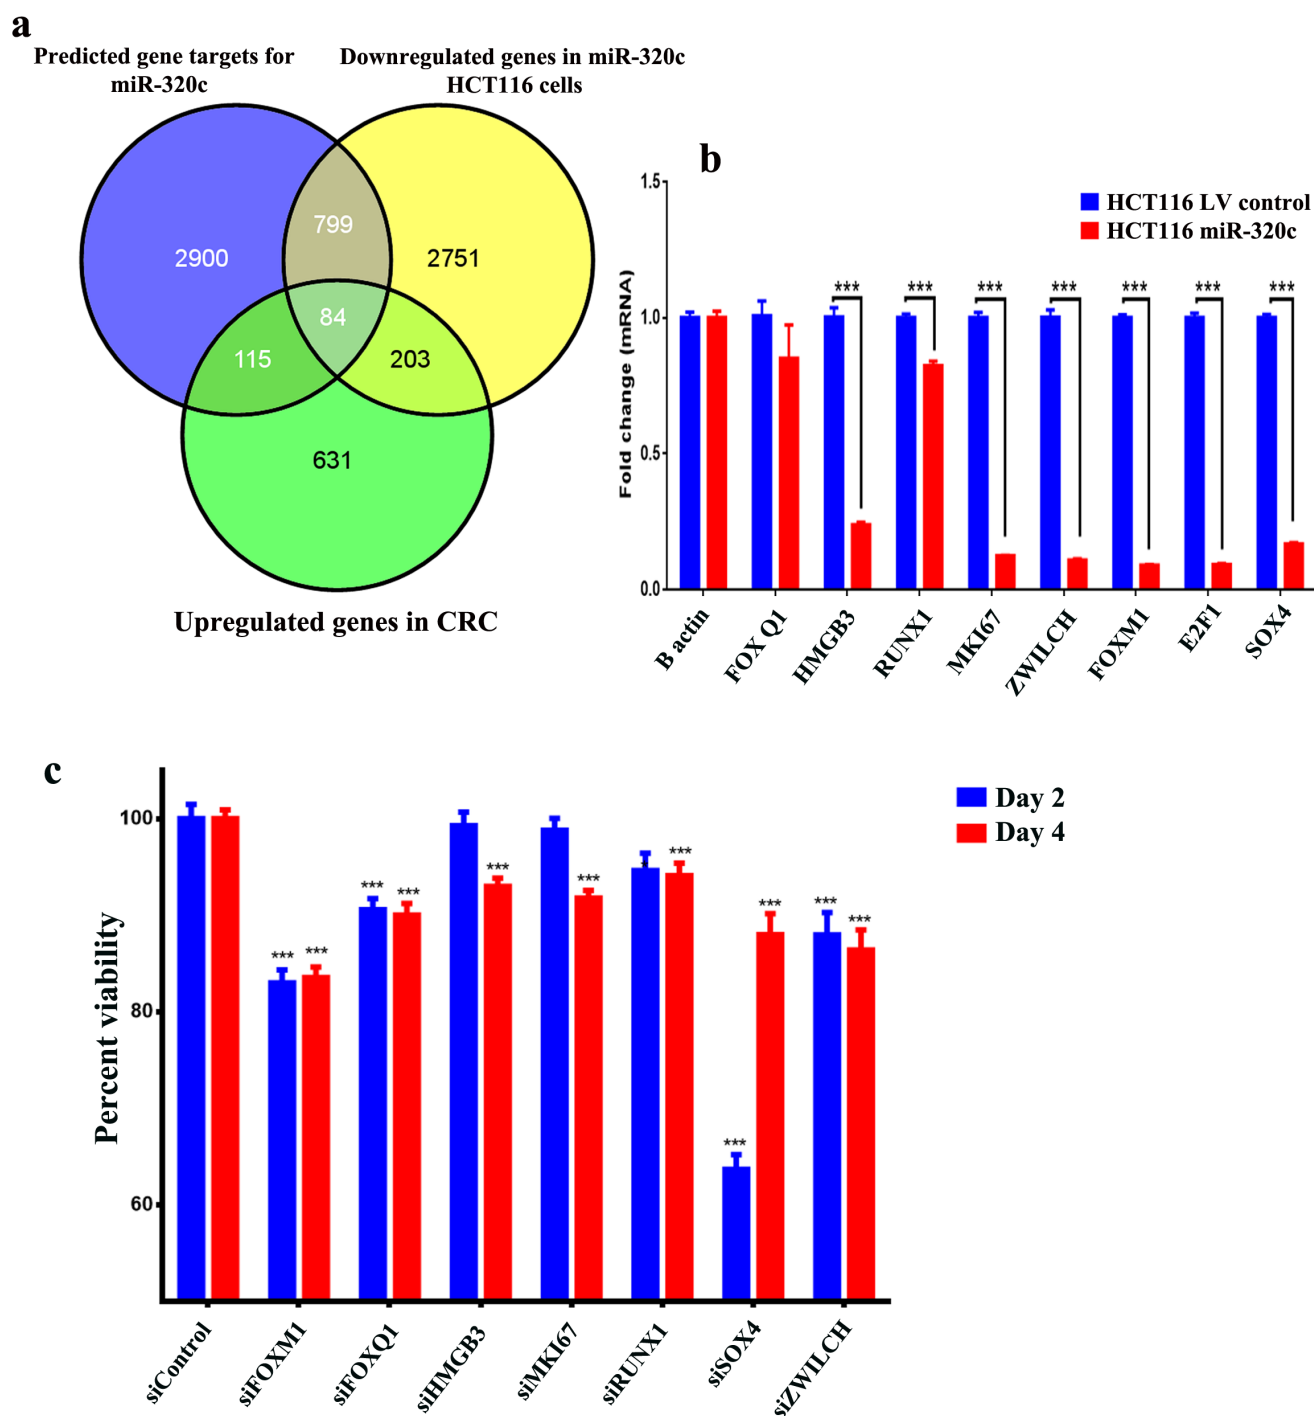 a
Predicted gene targets for
miR-320c
Downregulated genes in miR-320c
HCT116 cells
799
2900
2751
84
115
203
631
Upregulated genes in CRC
b
HCT116 LV control
HCT116 miR-320c
Fold change (mRNA)
1.5
1.0
0.5
0.0
*** *** *** *** *** *** ***
B actin
FOX Q1
HMGB3
RUNX1
MKI67
ZWILCH
FOXM1
E2F1
SOX4
c
Day 2
Day 4
Percent viability
100
80
60
*** ***
*** ***
***
***
* ***
*** ***
*** ***
siControl
siFOXM1
siFOXQ1
siHMGB3
siMKI67
siRUNX1
siSOX4
siZWILCH